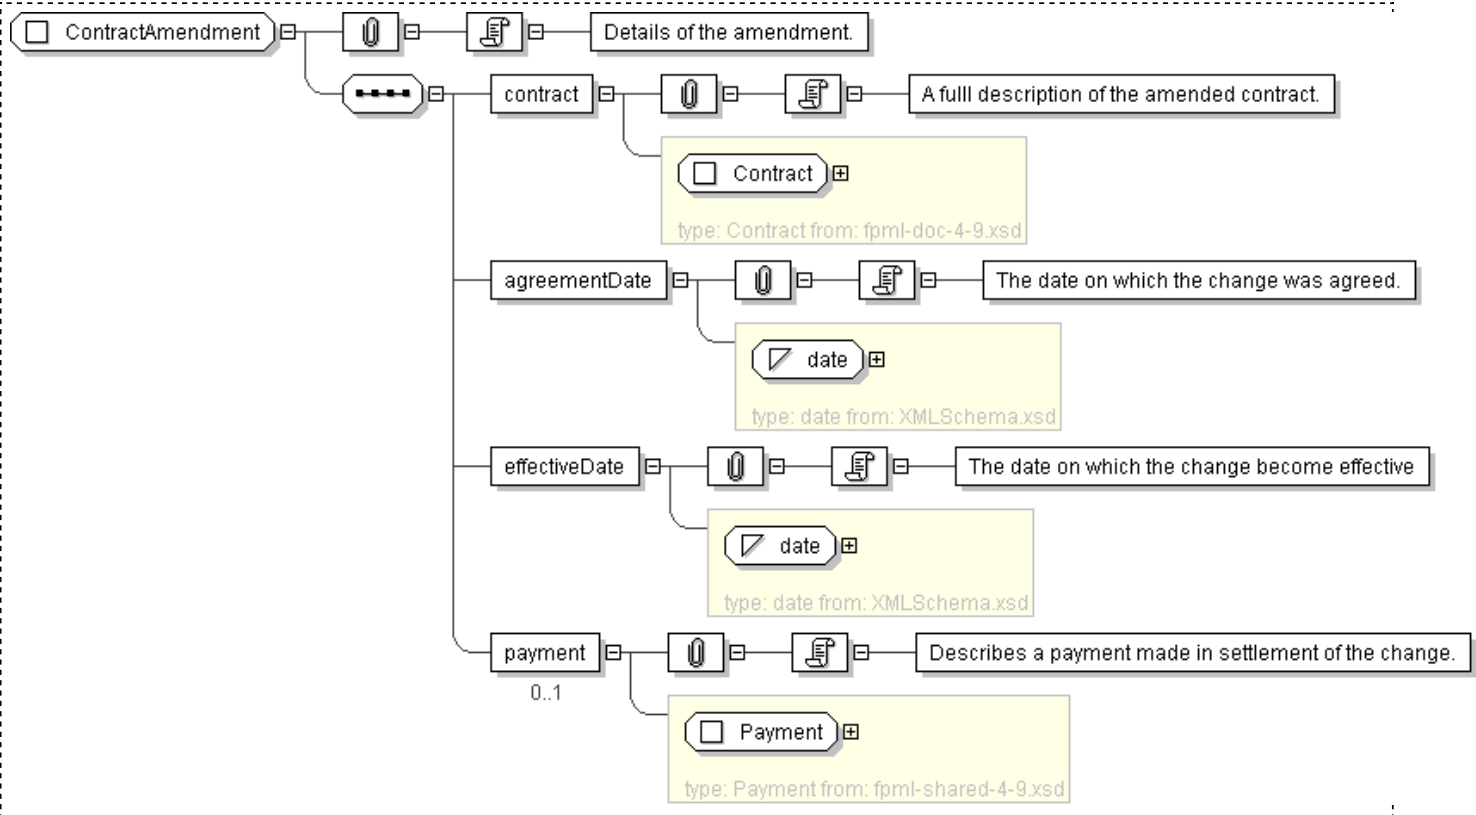 ContractAmendment
Details of the amendment.
contract
A fulll description of the amended contract.
Contract
type: Contract from: fpml-doc-4-9.xsd
agreementDate
The date on which the change was agreed.
date
type: date from: XMLSchema.xsd
effectiveDate
The date on which the change become effective
date
type: date from: XMLSchema.xsd
payment
Describes a payment made in settlement of the change.
0..1
Payment
type: Payment from: fpml-shared-4-9.xsd